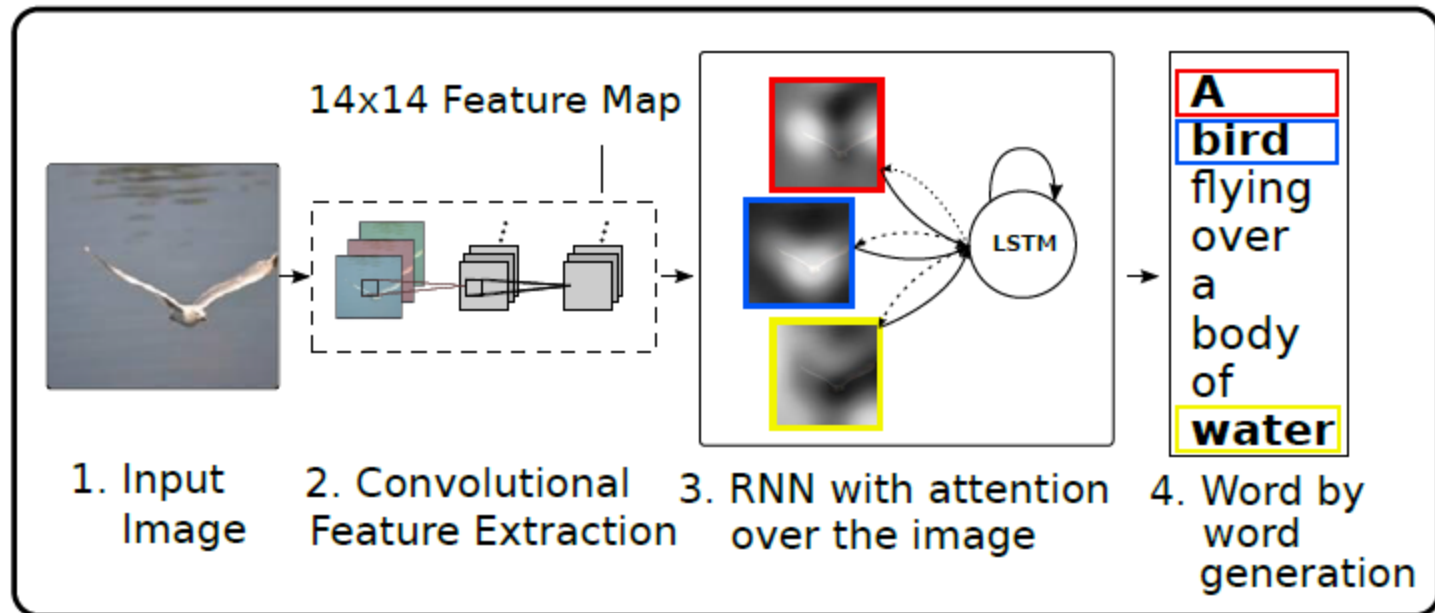 14x14 Feature Map
LSTM
A
bird
flying
over
a
body
of
water
1. Input
Image
2. Convolutional
Feature Extraction
3. RNN with attention
over the image
4. Word by
word
generation